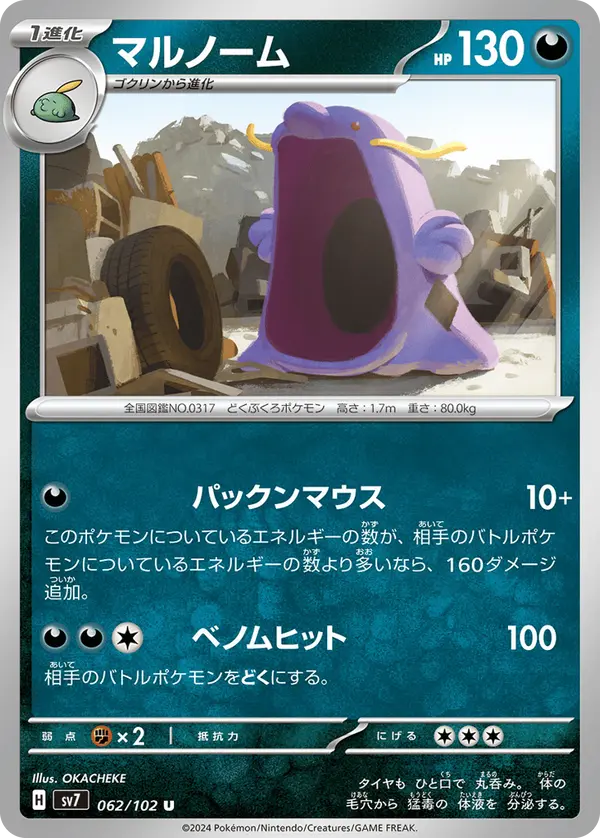 1進化
マルノーム
HP 130
ゴクリンから進化
全国図鑑NO.0317 どくぶくろポケモン 高さ：1.7m 重さ：80.0kg
パックンマウス 10+
このポケモンについているエネルギーの数が、相手のバトルポケ
モンについているエネルギーの数より多いなら、160ダメージ
追加。
ベノムヒット 100
相手のバトルポケモンをどくにする。
弱点 ×2 抵抗力 にげる
Illus. OKACHEKE
H sv7 062/102 U
タイヤも ひと口で 丸呑み。 体の
毛穴から 猛毒の 体液を 分泌する。
©2024 Pokémon/Nintendo/Creatures/GAME FREAK.